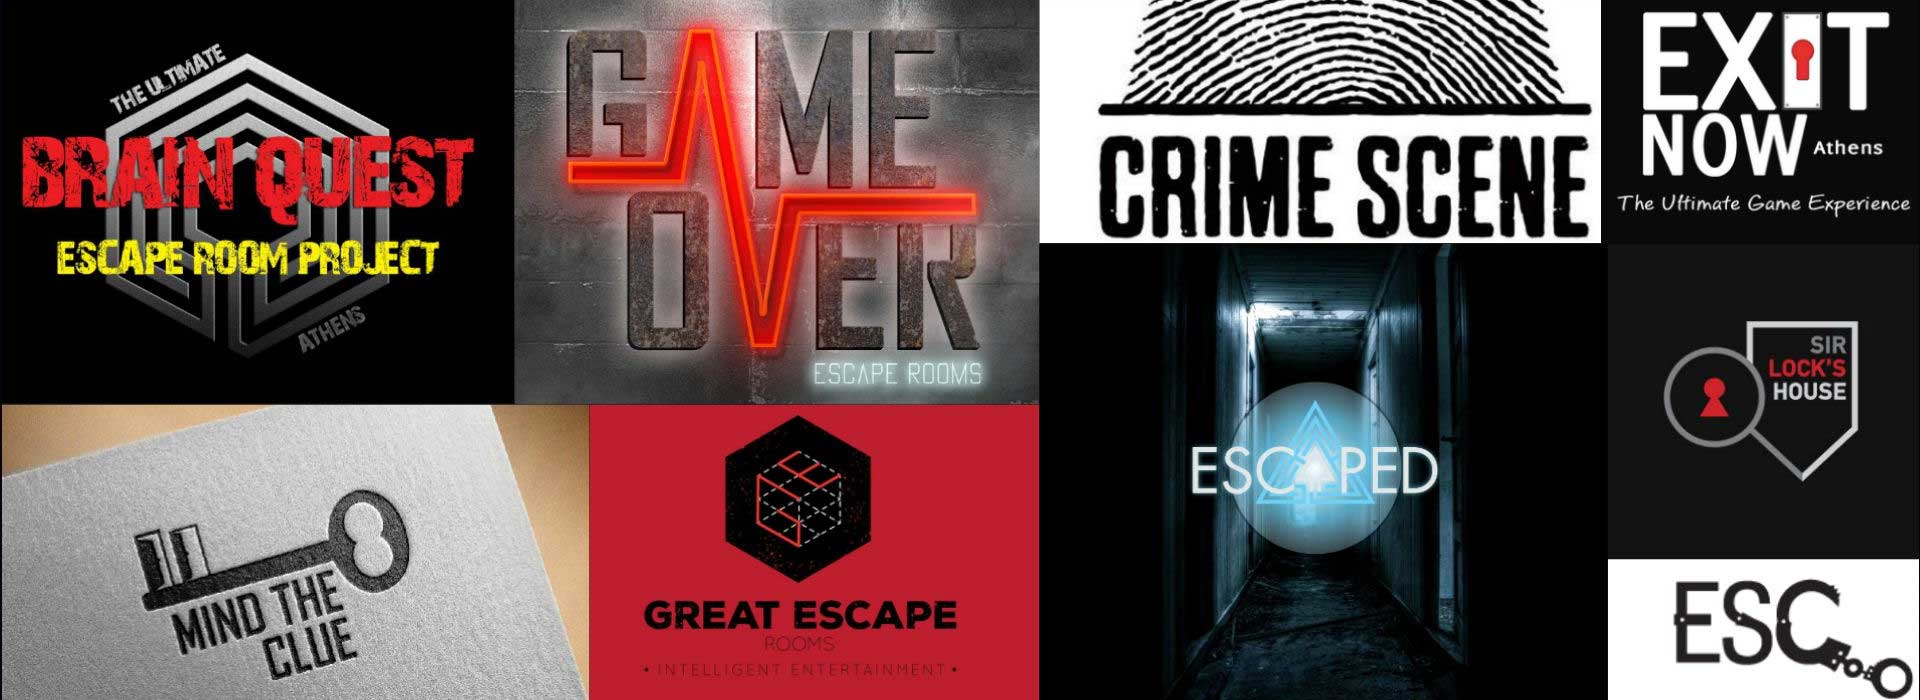 THE ULTIMATE
BRAIN QUEST
ESCAPE ROOM PROJECT
ATHENS
GAME
OVER
ESCAPE ROOMS
CRIME SCENE
EXIT
NOW Athens
The Ultimate Game Experience
ESCAPED
SIR
LOCK'S
HOUSE
MIND THE
CLUE
GREAT ESCAPE
ROOMS
• INTELLIGENT ENTERTAINMENT •
ESC